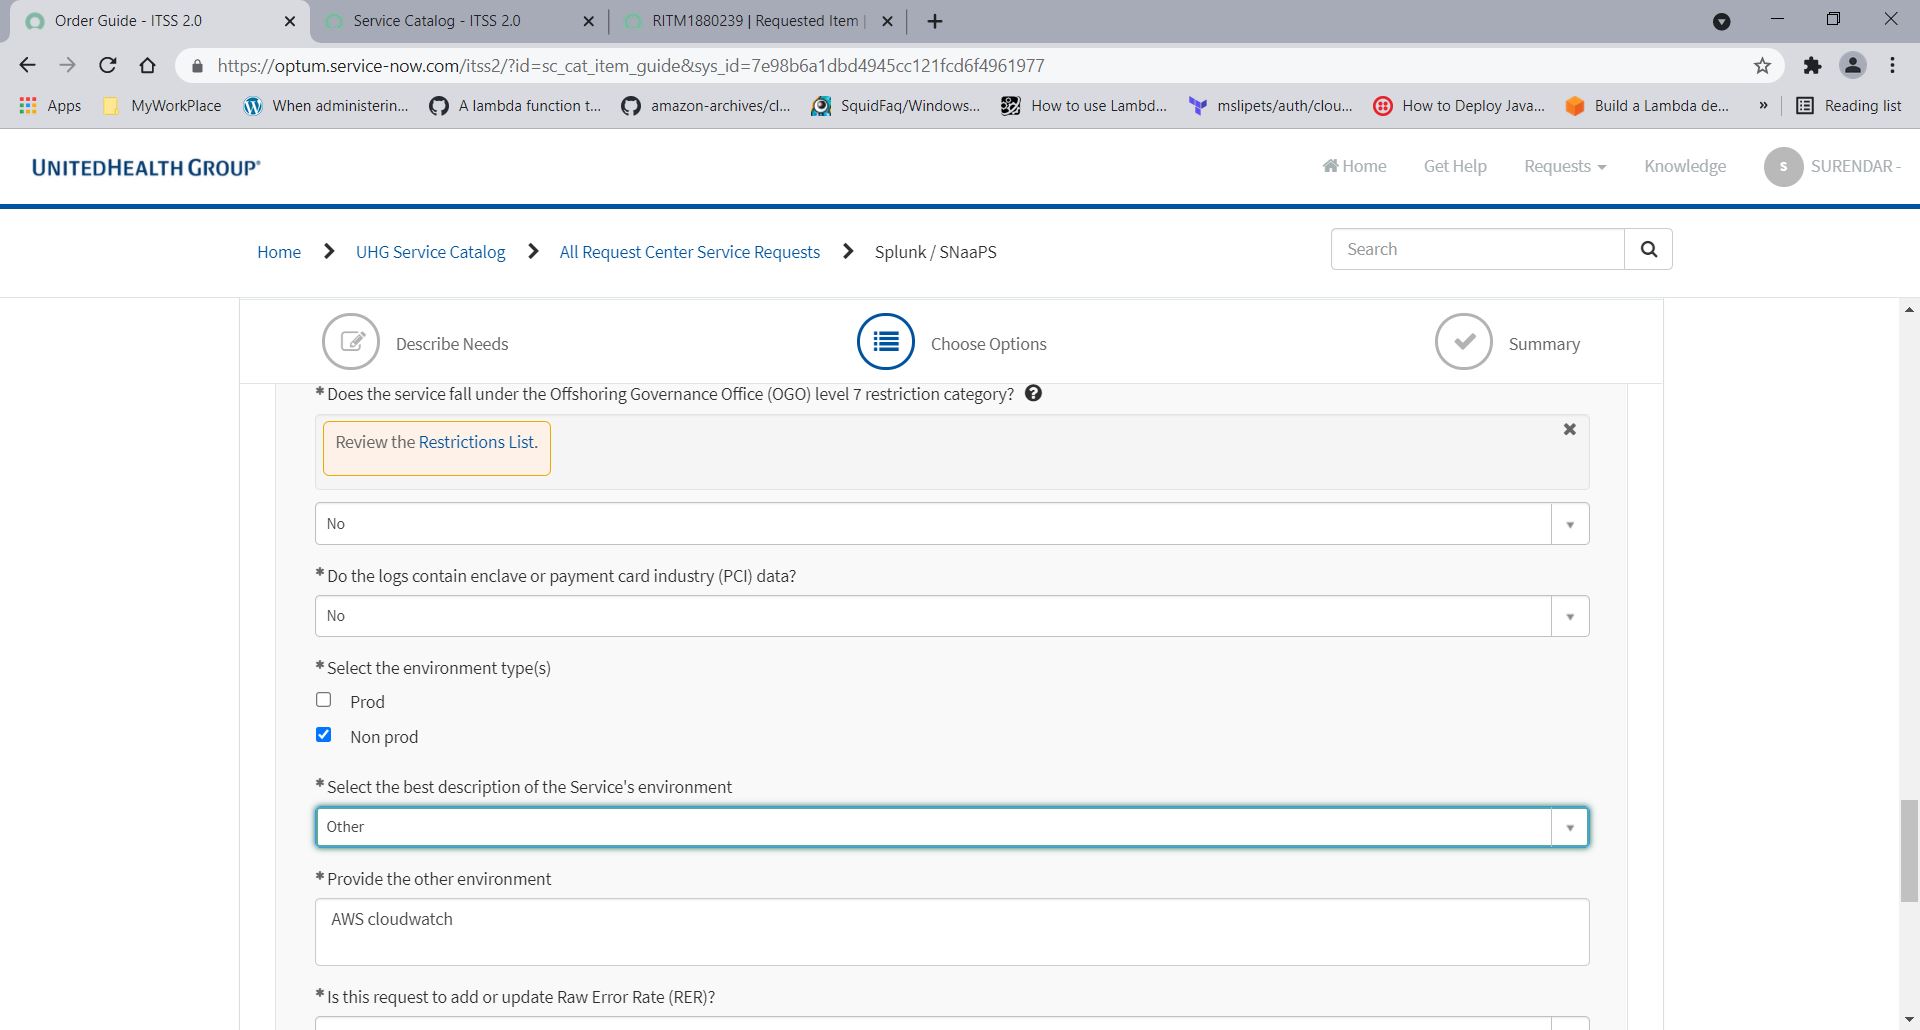 Order Guide - ITSS 2.0
Service Catalog - ITSS 2.0
RITM1880239 | Requested Item |
https://optum.service-now.com/itss2/?id=sc_cat_item_guide&sys_id=7e98b6a1dbd4945cc121fcd6f4961977
Apps
MyWorkPlace
When administerin...
A lambda function t...
amazon-archives/cl...
SquidFaq/Windows...
How to use Lambd...
mslipets/auth/clou...
How to Deploy Java...
Build a Lambda de...
»
Reading list
UNITEDHEALTH GROUP®
Home
Get Help
Requests
Knowledge
S
SURENDAR -
Home
UHG Service Catalog
All Request Center Service Requests
Splunk / SNaaPS
Search
Describe Needs
Choose Options
Summary
* Does the service fall under the Offshoring Governance Office (OGO) level 7 restriction category? ?
Review the Restrictions List.
No
* Do the logs contain enclave or payment card industry (PCI) data?
No
* Select the environment type(s)
Prod
Non prod
* Select the best description of the Service's environment
Other
* Provide the other environment
AWS cloudwatch
* Is this request to add or update Raw Error Rate (RER)?